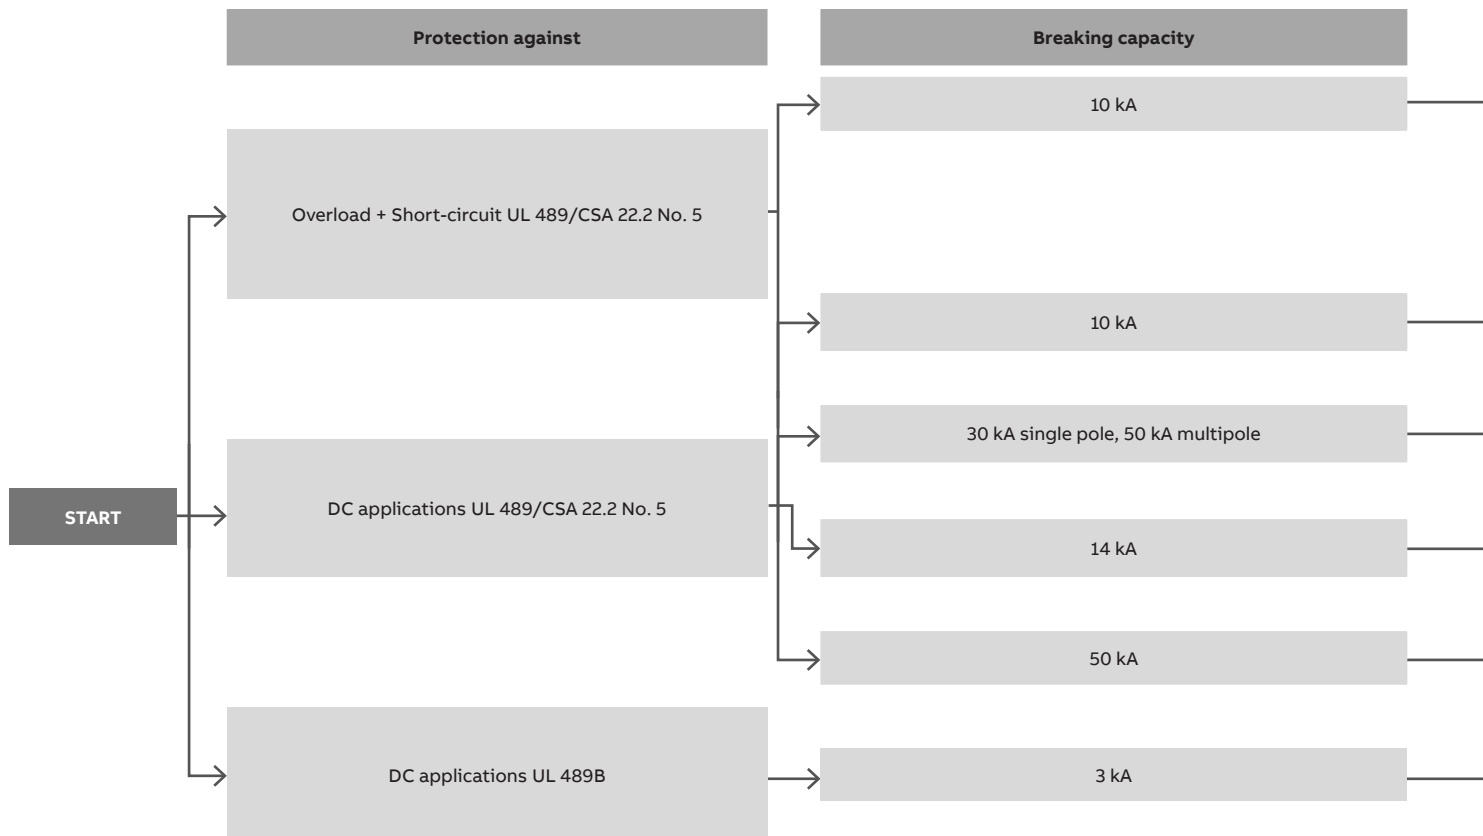 Protection against
Breaking capacity
10 kA
Overload + Short-circuit UL 489/CSA 22.2 No. 5
10 kA
30 kA single pole, 50 kA multipole
START
DC applications UL 489/CSA 22.2 No. 5
14 kA
50 kA
DC applications UL 489B
3 kA